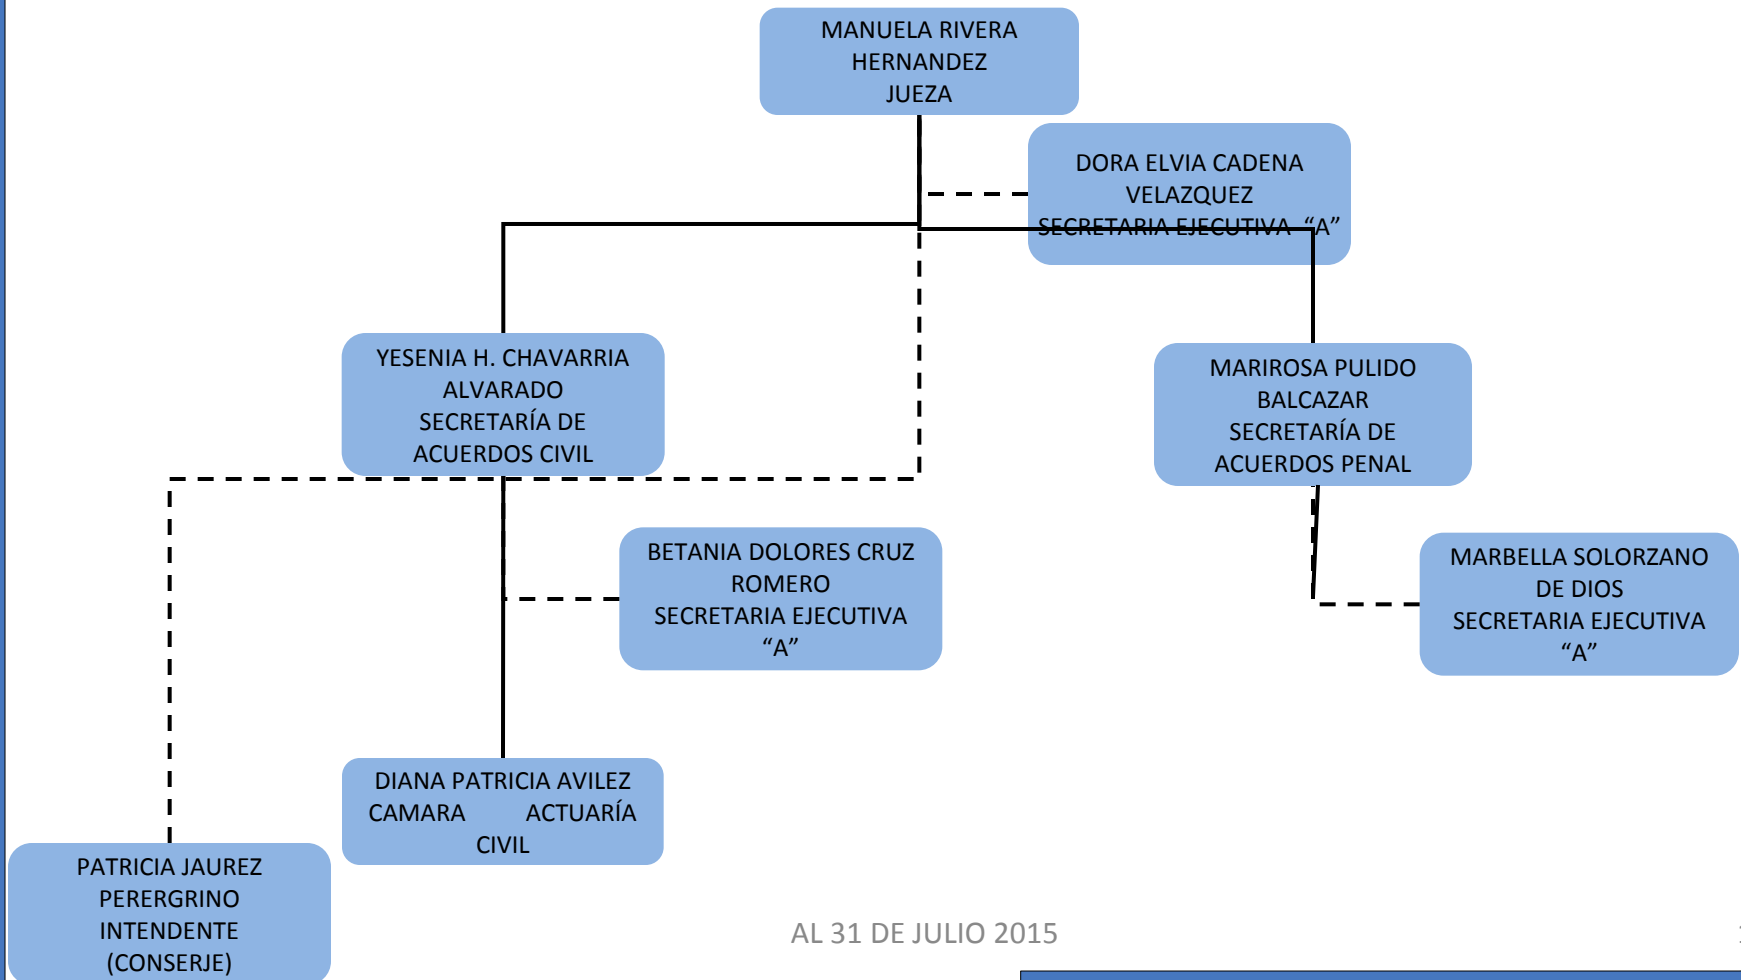 MANUELA RIVERA
HERNANDEZ
JUEZA
DORA ELVIA CADENA
VELAZQUEZ
SECRETARIA EJECUTIVA “A”
YESENIA H. CHAVARRIA
ALVARADO
SECRETARÍA DE
ACUERDOS CIVIL
MARIROSA PULIDO
BALCAZAR
SECRETARÍA DE
ACUERDOS PENAL
BETANIA DOLORES CRUZ
ROMERO
SECRETARIA EJECUTIVA
“A”
MARBELLA SOLORZANO
DE DIOS
SECRETARIA EJECUTIVA
“A”
DIANA PATRICIA AVILEZ
CAMARA ACTUARÍA
CIVIL
PATRICIA JAUREZ
PERERGRINO
INTENDENTE
(CONSERJE)
AL 31 DE JULIO 2015